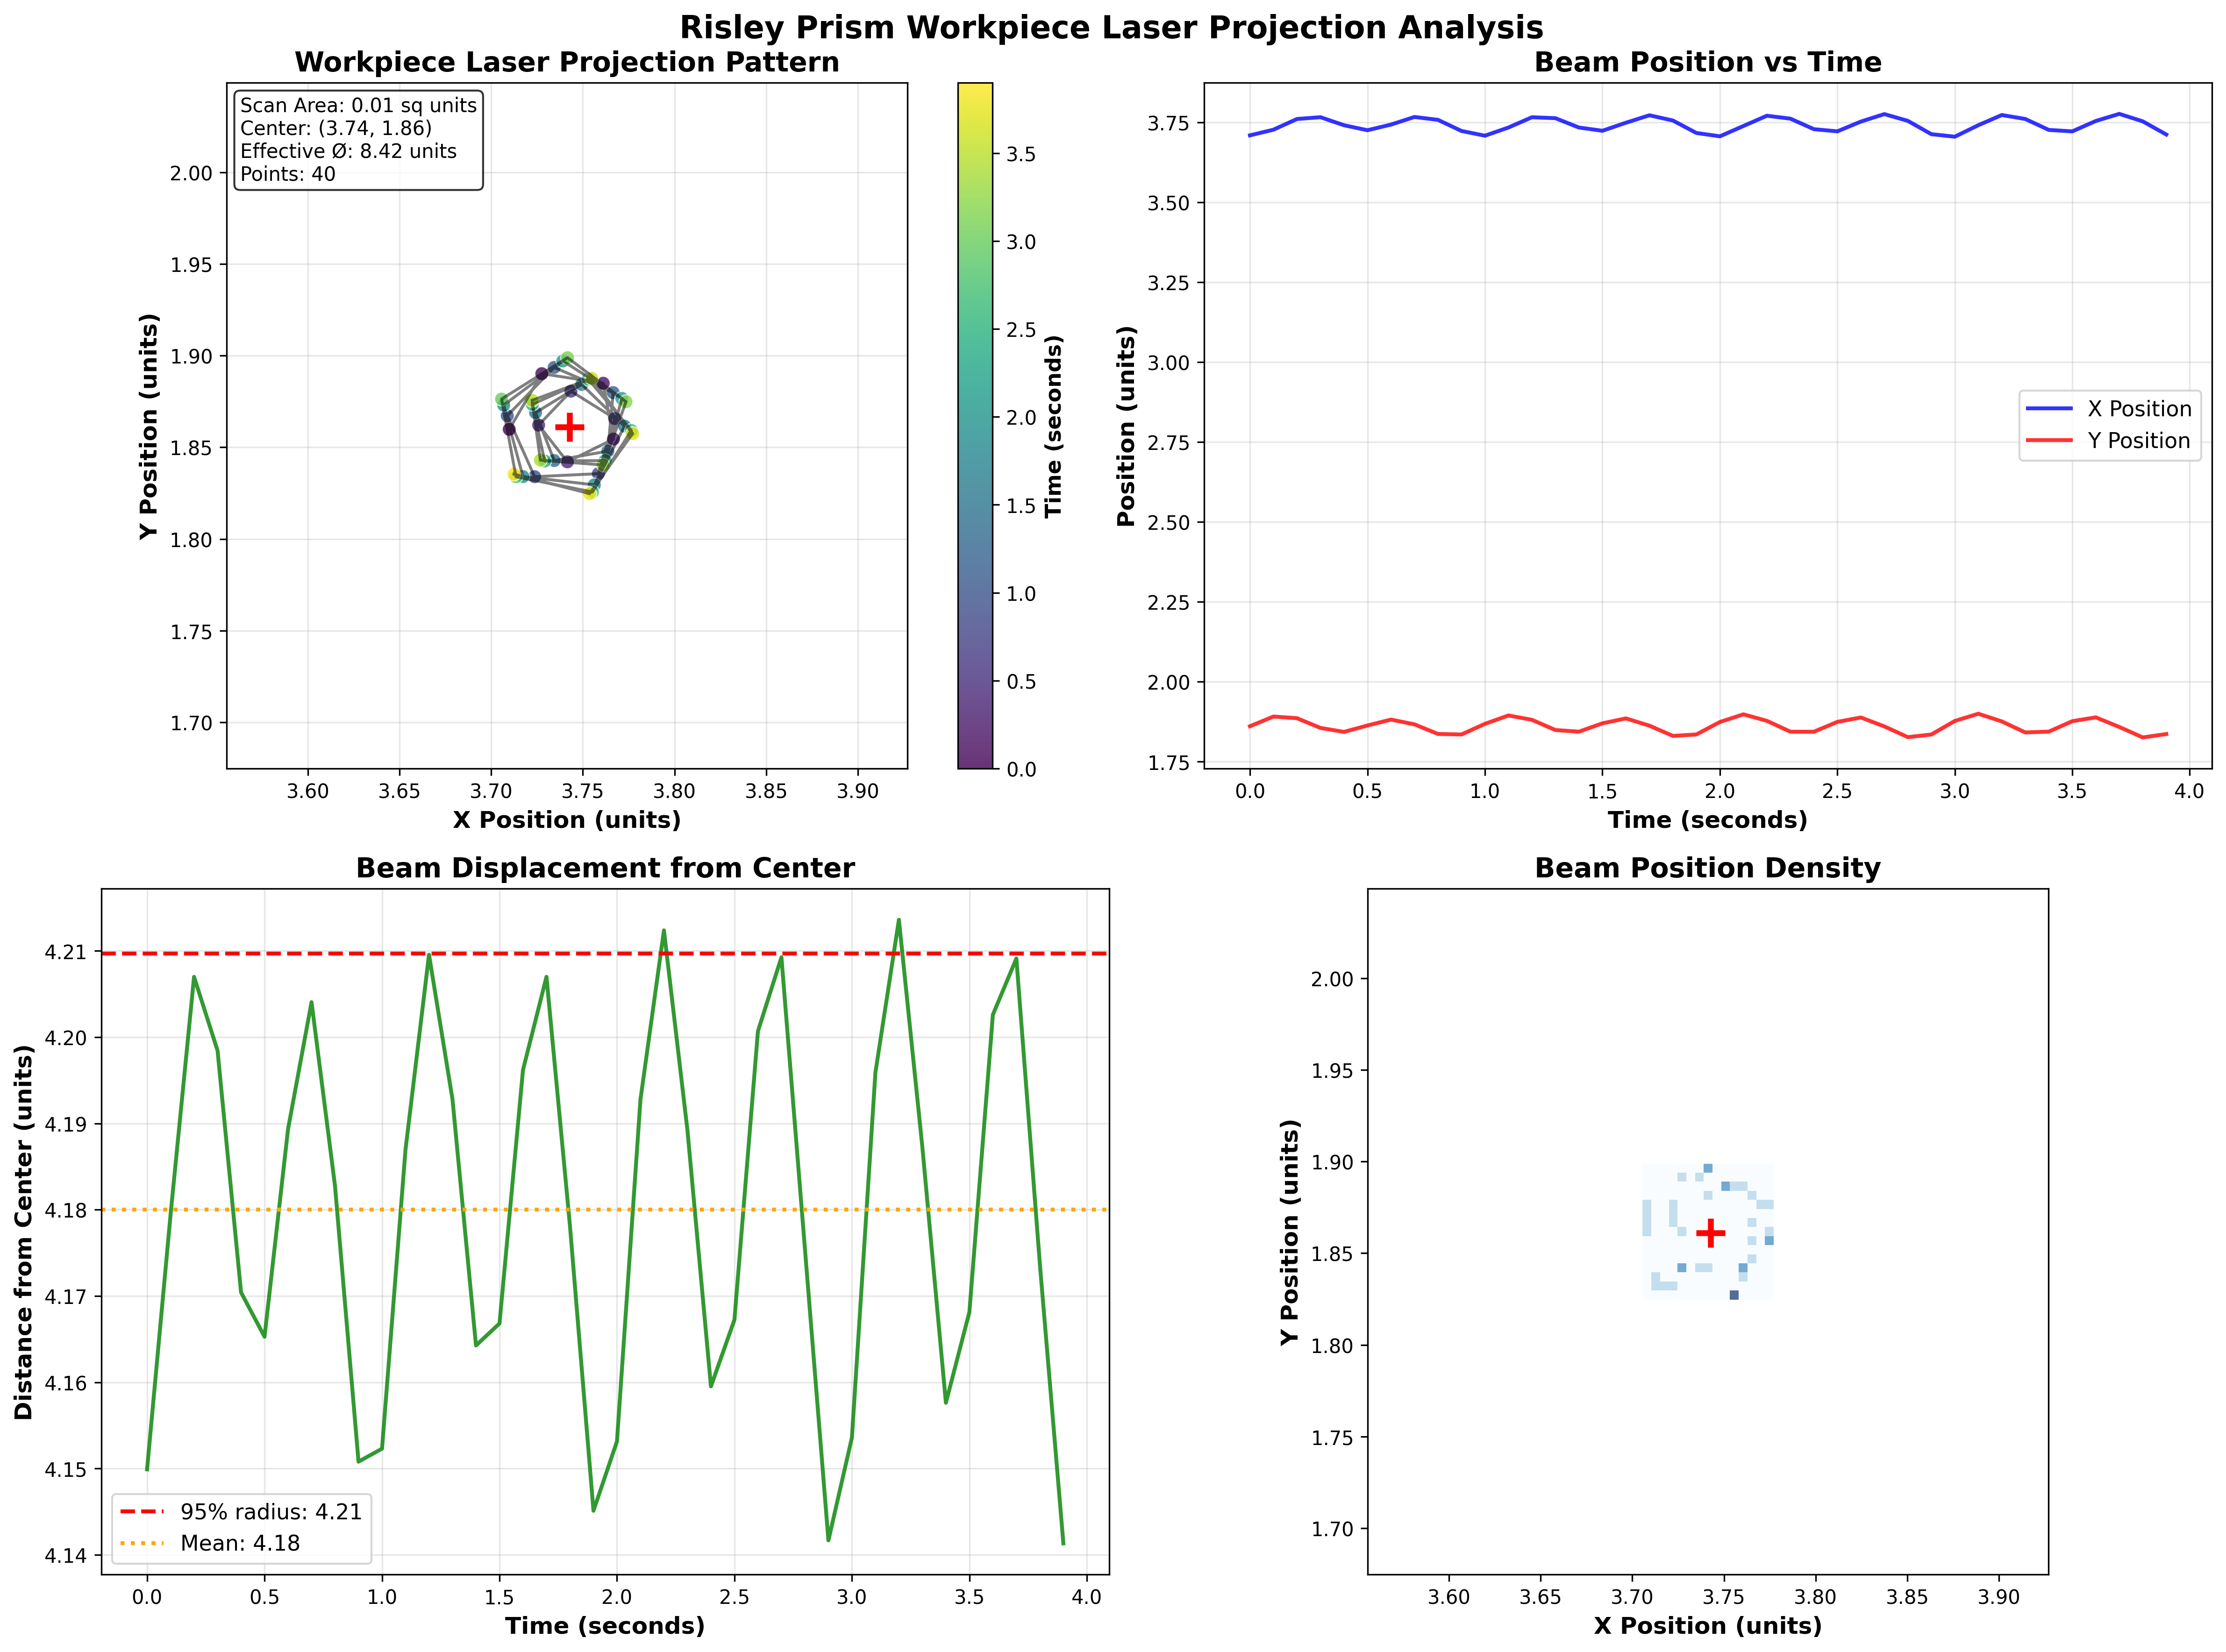 Risley Prism Workpiece Laser Projection Analysis
Workpiece Laser Projection Pattern
Scan Area: 0.01 sq units
Center: (3.74, 1.86)
Effective Ø: 8.42 units
Points: 40
Y Position (units)
2.00
1.95
1.90
1.85
1.80
1.75
1.70
3.60 3.65 3.70 3.75 3.80 3.85 3.90
X Position (units)
3.5
3.0
2.5
2.0
1.5
1.0
0.5
0.0
Time (seconds)
Beam Position vs Time
Position (units)
3.75
3.50
3.25
3.00
2.75
2.50
2.25
2.00
1.75
X Position
Y Position
0.0 0.5 1.0 1.5 2.0 2.5 3.0 3.5 4.0
Time (seconds)
Beam Displacement from Center
Distance from Center (units)
4.21
4.20
4.19
4.18
4.17
4.16
4.15
4.14
95% radius: 4.21
Mean: 4.18
0.0 0.5 1.0 1.5 2.0 2.5 3.0 3.5 4.0
Time (seconds)
Beam Position Density
Y Position (units)
2.00
1.95
1.90
1.85
1.80
1.75
1.70
3.60 3.65 3.70 3.75 3.80 3.85 3.90
X Position (units)